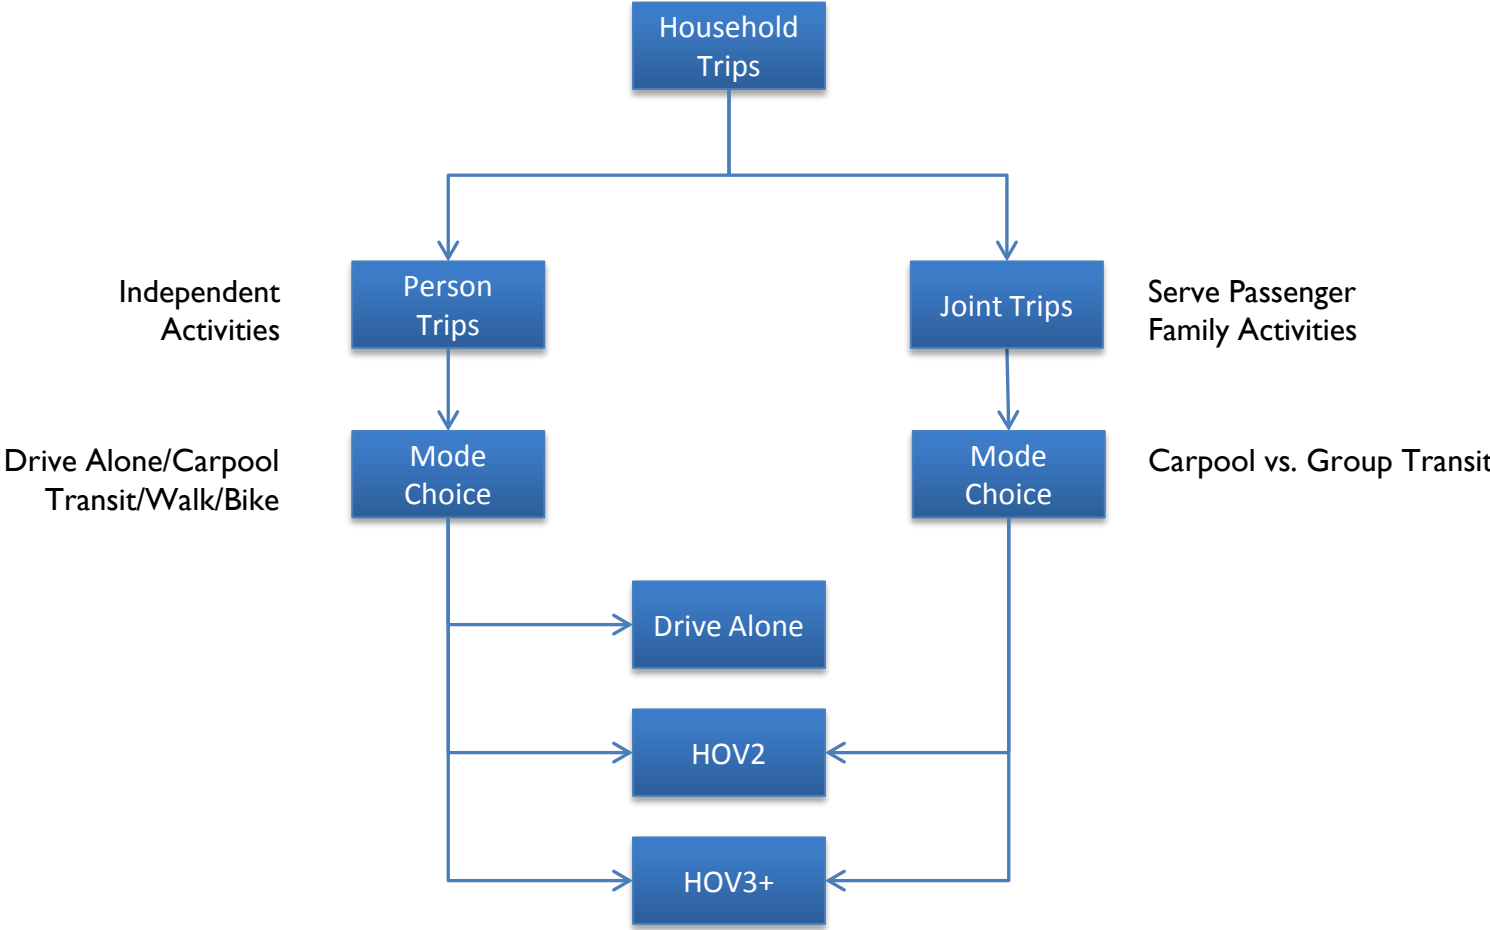 Household
Trips
Independent
Activities
Person
Trips
Joint Trips
Serve Passenger
Family Activities
Drive Alone/Carpool
Transit/Walk/Bike
Mode
Choice
Mode
Choice
Carpool vs. Group Transit
Drive Alone
HOV2
HOV3+